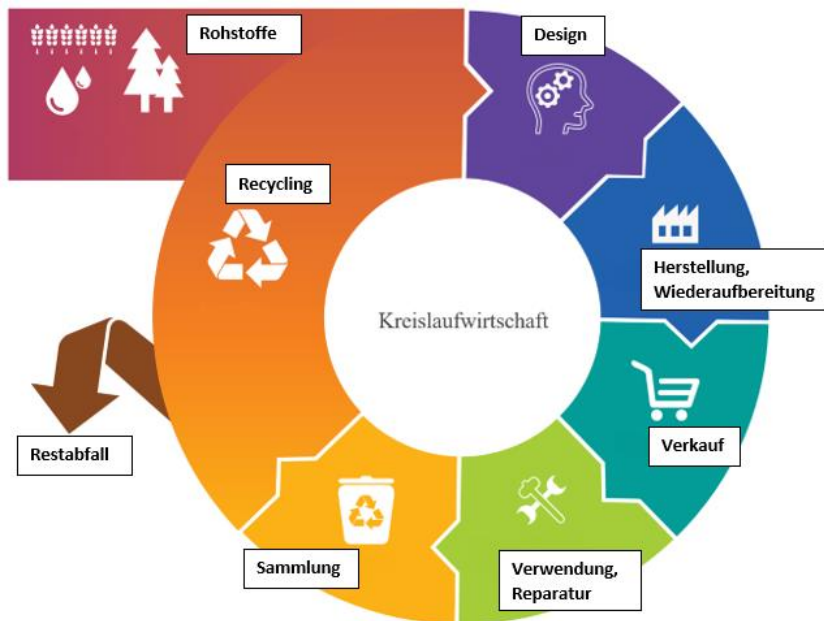 Rohstoffe
Design
Recycling
Herstellung,
Wiederaufbereitung
Kreislaufwirtschaft
Verkauf
Restabfall
Sammlung
Verwendung,
Reparatur